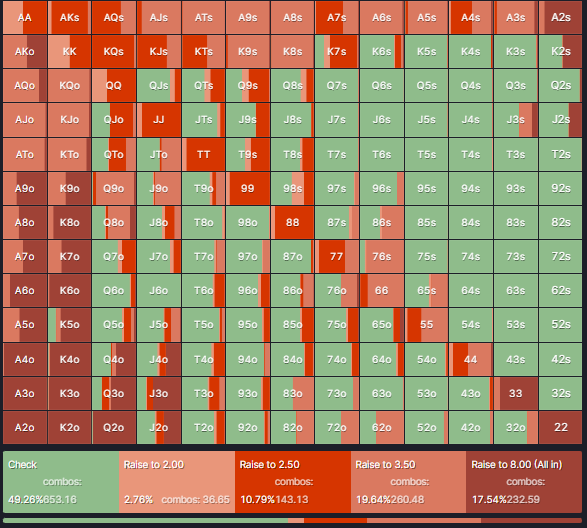 AA AKs AQs AJs ATs A9s A8s A7s A6s A5s A4s A3s A2s
AKo KK KQs KJs KTs K9s K8s K7s K6s K5s K4s K3s K2s
AQo KQo QQ QJs QTs Q9s Q8s Q7s Q6s Q5s Q4s Q3s Q2s
AJo KJo QJo JJ JTs J9s J8s J7s J6s J5s J4s J3s J2s
ATo KTo QTo JTo TT T9s T8s T7s T6s T5s T4s T3s T2s
A9o K9o Q9o J9o T9o 99 98s 97s 96s 95s 94s 93s 92s
A8o K8o Q8o J8o T8o 98o 88 87s 86s 85s 84s 83s 82s
A7o K7o Q7o J7o T7o 97o 87o 77 76s 75s 74s 73s 72s
A6o K6o Q6o J6o T6o 96o 86o 76o 66 65s 64s 63s 62s
A5o K5o Q5o J5o T5o 95o 85o 75o 65o 55 54s 53s 52s
A4o K4o Q4o J4o T4o 94o 84o 74o 64o 54o 44 43s 42s
A3o K3o Q3o J3o T3o 93o 83o 73o 63o 53o 43o 33 32s
A2o K2o Q2o J2o T2o 92o 82o 72o 62o 52o 42o 32o 22
Check Raise to 2.00 Raise to 2.50 Raise to 3.50 Raise to 8.00 (All in)
combos: combos: combos: combos:
49.26% 653.16 2.76% combos: 36.65 10.79% 143.13 19.64% 260.48 17.54% 232.59